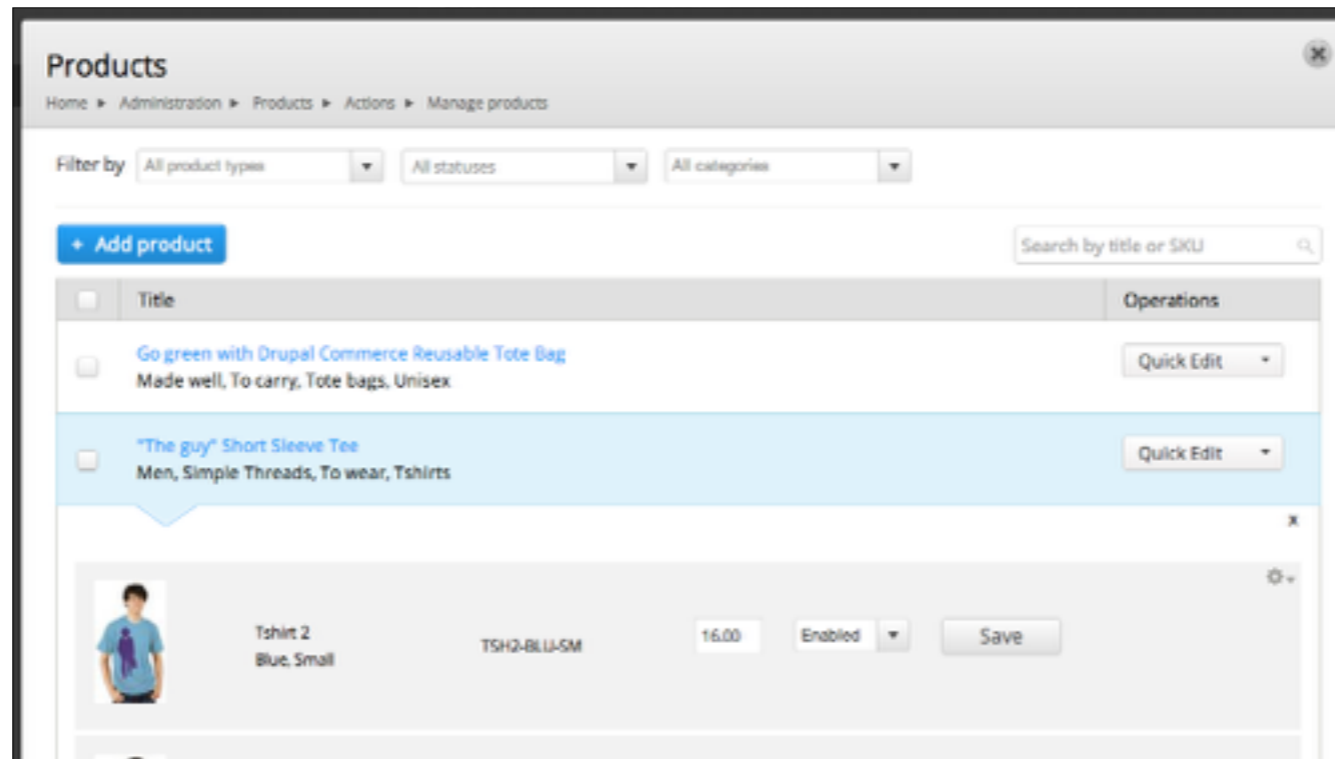 Products
Home ▸ Administration ▸ Products ▸ Actions ▸ Manage products
Filter by All product types All statuses All categories
+ Add product Search by title or SKU
Title Operations
Go green with Drupal Commerce Reusable Tote Bag
Quick Edit
Made well, To carry, Tote bags, Unisex
"The guy" Short Sleeve Tee
Quick Edit
Men, Simple Threads, To wear, Tshirts
x
Tshirt 2
Blue, Small
TSH2-BLU-SM 16.00 Enabled Save